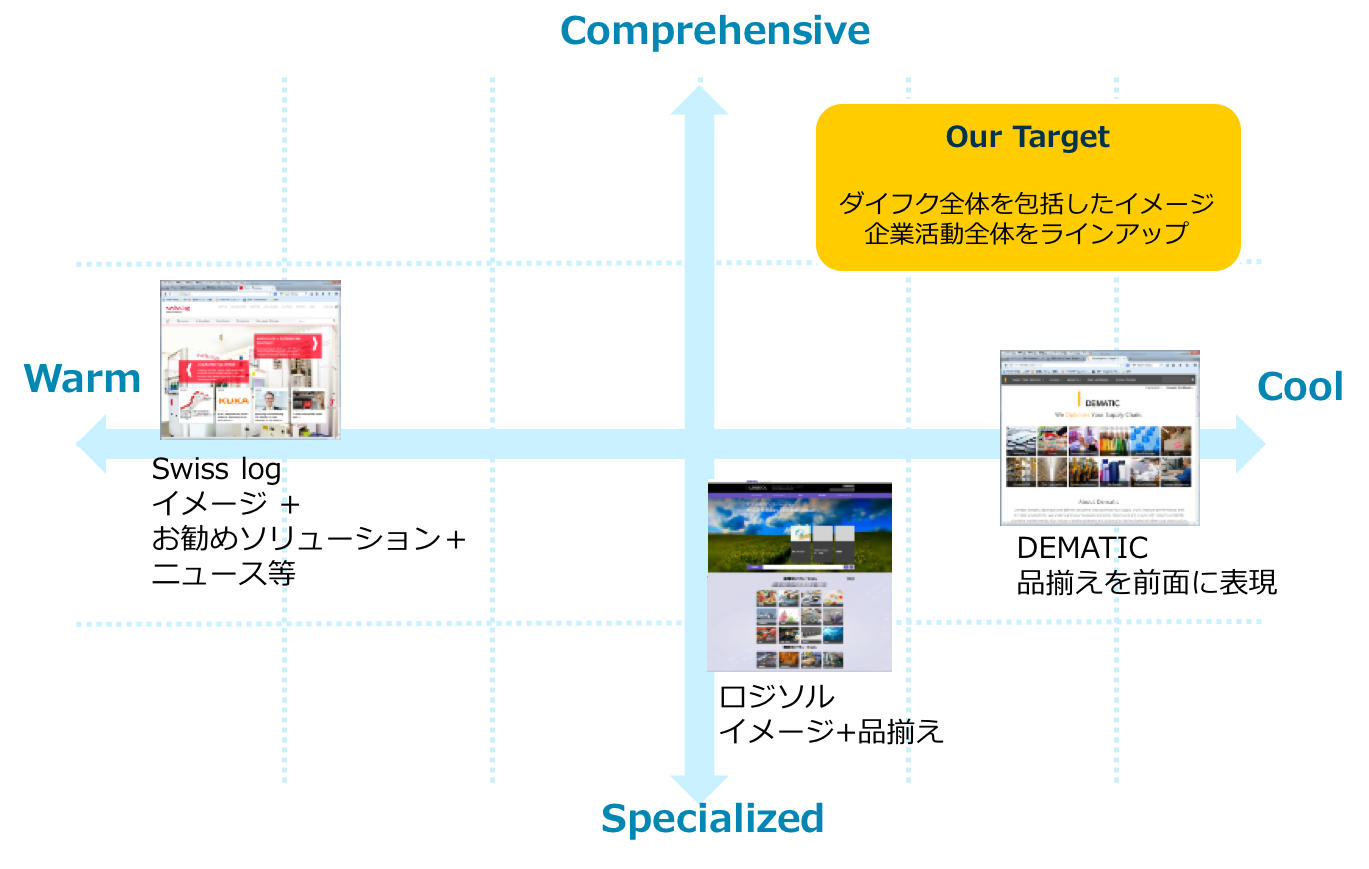 Comprehensive
Our Target
ダイフク全体を包括したイメージ
企業活動全体をラインアップ
Warm
Cool
KUKA
DEMATIC
We Optimize Your Supply Chain
About Dematic
Swiss log
イメージ +
お勧めソリューション+
ニュース等
DEMATIC
品揃えを前面に表現
ロジソル
イメージ+品揃え
Specialized